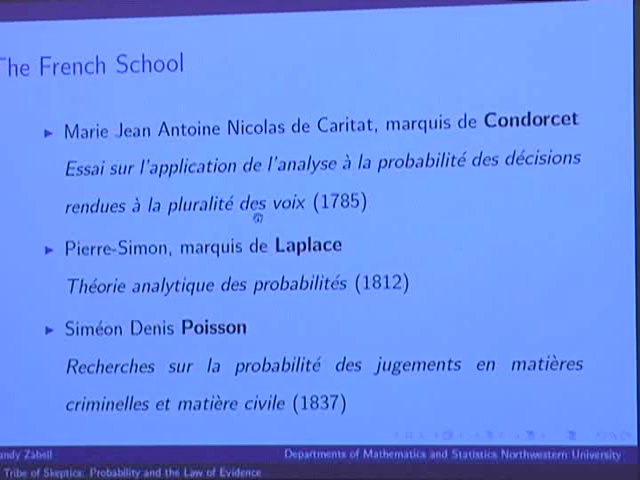 The French School
Marie Jean Antoine Nicolas de Caritat, marquis de Condorcet
Essai sur l'application de l'analyse à la probabilité des décisions
rendues à la pluralité des voix (1785)
Pierre-Simon, marquis de Laplace
Théorie analytique des probabilités (1812)
Siméon Denis Poisson
Recherches sur la probabilité des jugements en matières
criminelles et matière civile (1837)
andy Zabell
Departments of Mathematics and Statistics Northwestern University
Tribe of Skeptics: Probability and the Law of Evidence